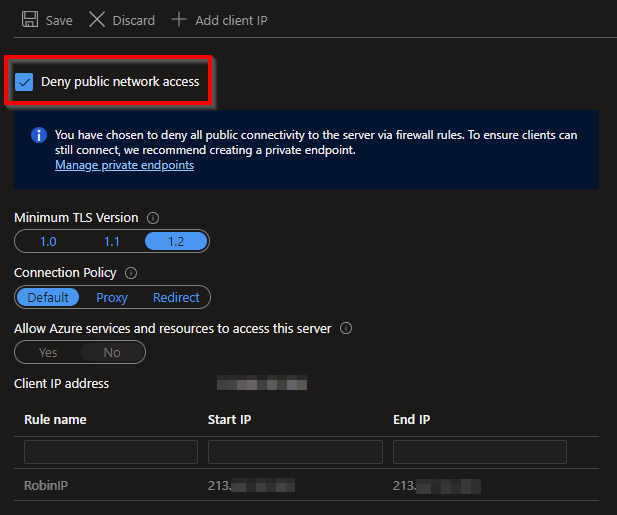 Save Discard Add client IP
Deny public network access
You have chosen to deny all public connectivity to the server via firewall rules. To ensure clients can
still connect, we recommend creating a private endpoint.
Manage private endpoints
Minimum TLS Version
1.0 1.1 1.2
Connection Policy
Default Proxy Redirect
Allow Azure services and resources to access this server
Yes No
Client IP address
Rule name Start IP End IP
RobinIP 213. 213.